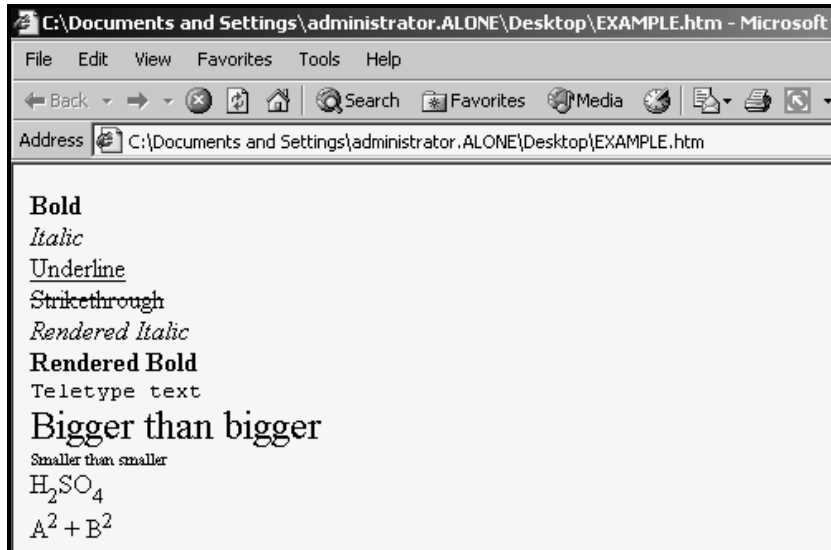 C:\Documents and Settings\administrator.ALONE\Desktop\EXAMPLE.htm - Microsoft
File Edit View Favorites Tools Help
Back Search Favorites Media
Address C:\Documents and Settings\administrator.ALONE\Desktop\EXAMPLE.htm
Bold
Italic
Underline
Strikethrough
Rendered Italic
Rendered Bold
Teletype text
Bigger than bigger
Smaller than smaller
H₂SO₄
A² + B²